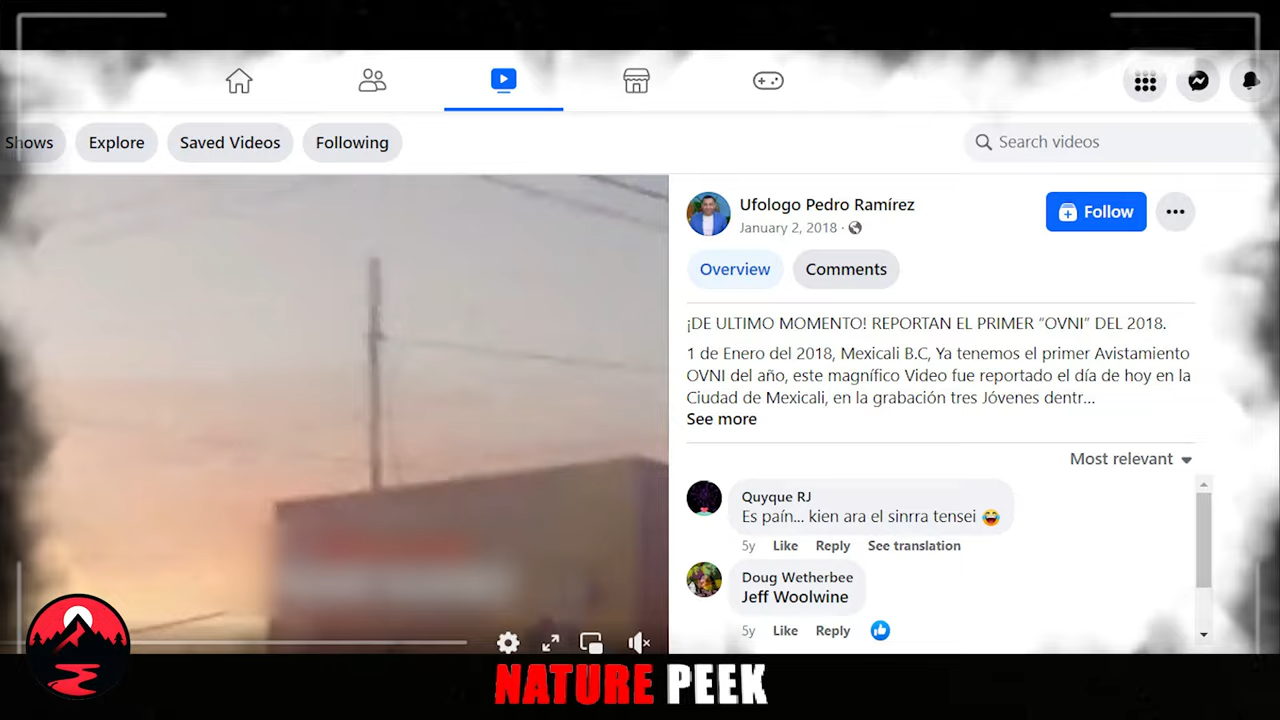 Shows
Explore
Saved Videos
Following
Search videos
Ufologo Pedro Ramírez
January 2, 2018 ·
Follow
Overview
Comments
¡DE ULTIMO MOMENTO! REPORTAN EL PRIMER “OVNI” DEL 2018.
1 de Enero del 2018, Mexicali B.C, Ya tenemos el primer Avistamiento
OVNI del año, este magnífico Video fue reportado el día de hoy en la
Ciudad de Mexicali, en la grabación tres Jóvenes dentr...
See more
Most relevant
Quyque RJ
Es paín... kien ara el sinrra tensei 😂
5y Like Reply See translation
Doug Wetherbee
Jeff Woolwine
5y Like Reply
NATURE PEEK